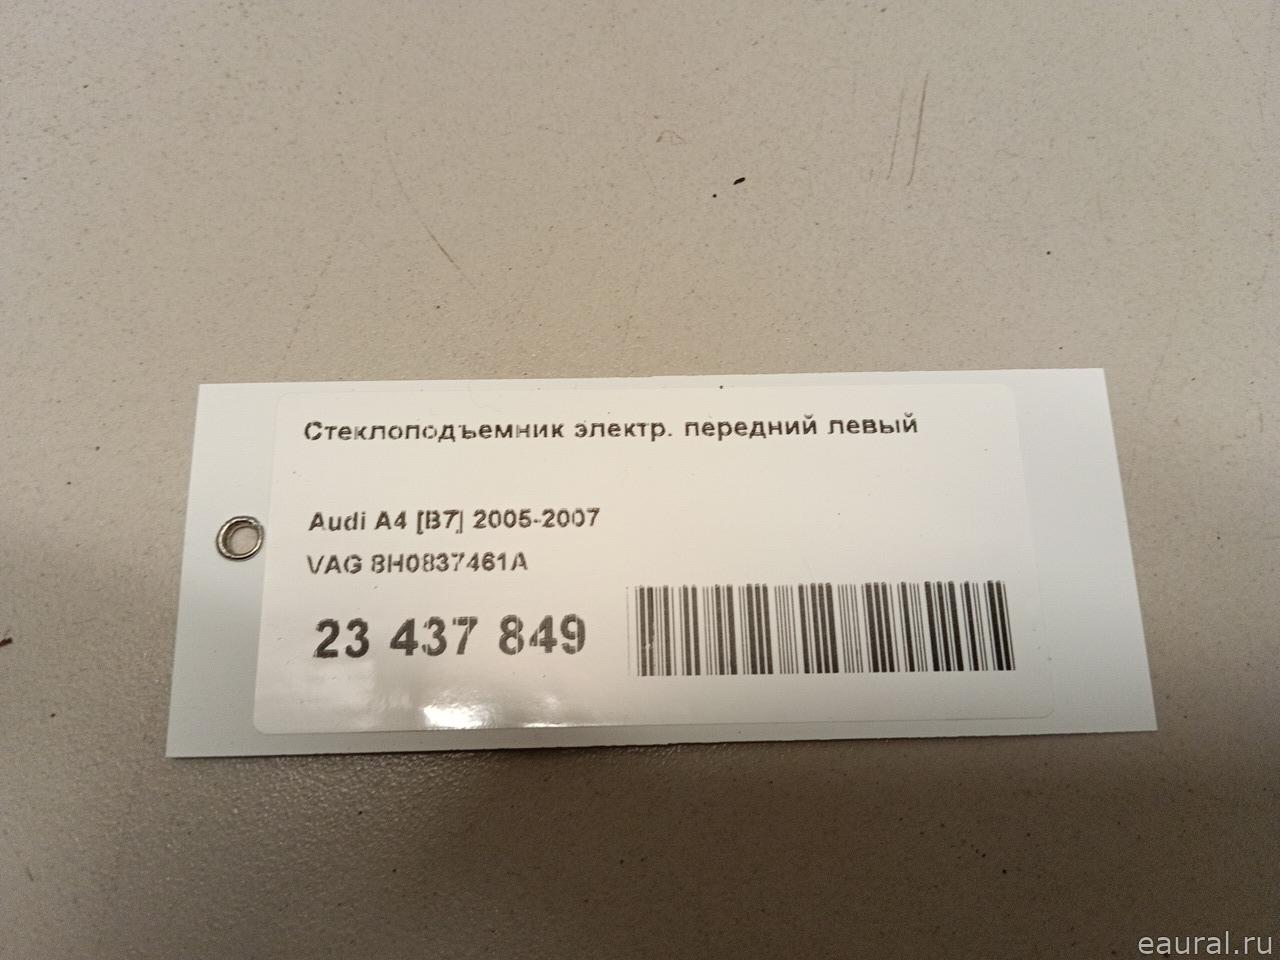 Стеклоподъемник электр. передний левый
Audi A4 [B7] 2005-2007
VAG 8H0837461A
23 437 849
eaural.ru